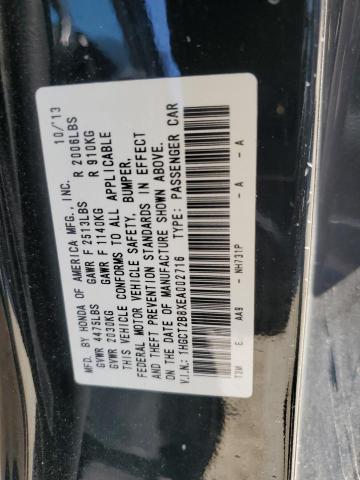 MFD. BY HONDA OF AMERICA MFG., INC. 10/'13
GVWR 4475LBS GAWR F 2513LBS R 2006LBS
GVWR 2030KG GAWR F 1140KG R 910KG
THIS VEHICLE CONFORMS TO ALL APPLICABLE
FEDERAL MOTOR VEHICLE SAFETY, BUMPER,
AND THEFT PREVENTION STANDARDS IN EFFECT
ON THE DATE OF MANUFACTURE SHOWN ABOVE.
V.I.N.: 1HGCT2B8XEA002716 TYPE: PASSENGER CAR
T2M E AA9 - NH731P - A - A